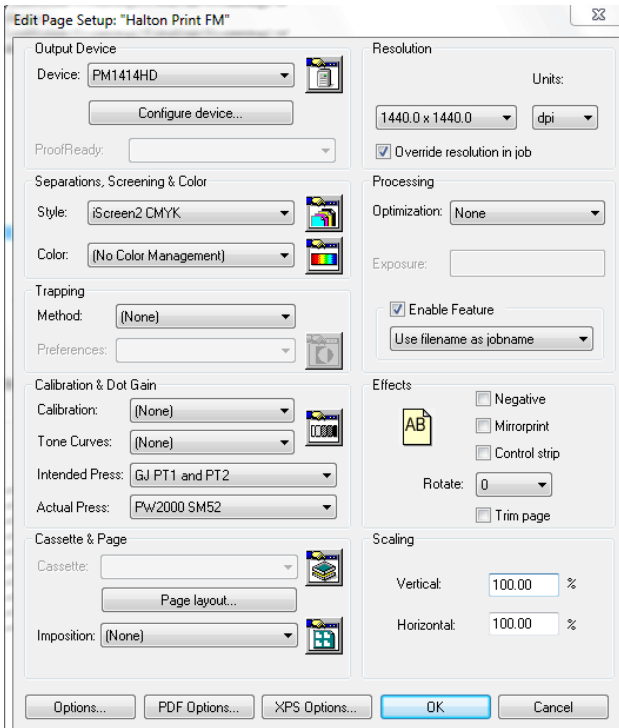 Edit Page Setup: "Halton Print FM"
Output Device
Device: PM1414HD
Configure device...
ProofReady:
Separations, Screening & Color
Style: iScreen2 CMYK
Color: (No Color Management)
Trapping
Method: (None)
Preferences:
Calibration & Dot Gain
Calibration: (None)
Tone Curves: (None)
Intended Press: GJ PT1 and PT2
Actual Press: PW2000 SM52
Cassette & Page
Cassette:
Page layout...
Imposition: (None)
Resolution
Units:
1440.0 x 1440.0 dpi
Override resolution in job
Processing
Optimization: None
Exposure:
Enable Feature
Use filename as jobname
Effects
AB
Negative
Mirrorprint
Control strip
Rotate: 0
Trim page
Scaling
Vertical: 100.00 %
Horizontal: 100.00 %
Options... PDF Options... XPS Options... OK Cancel